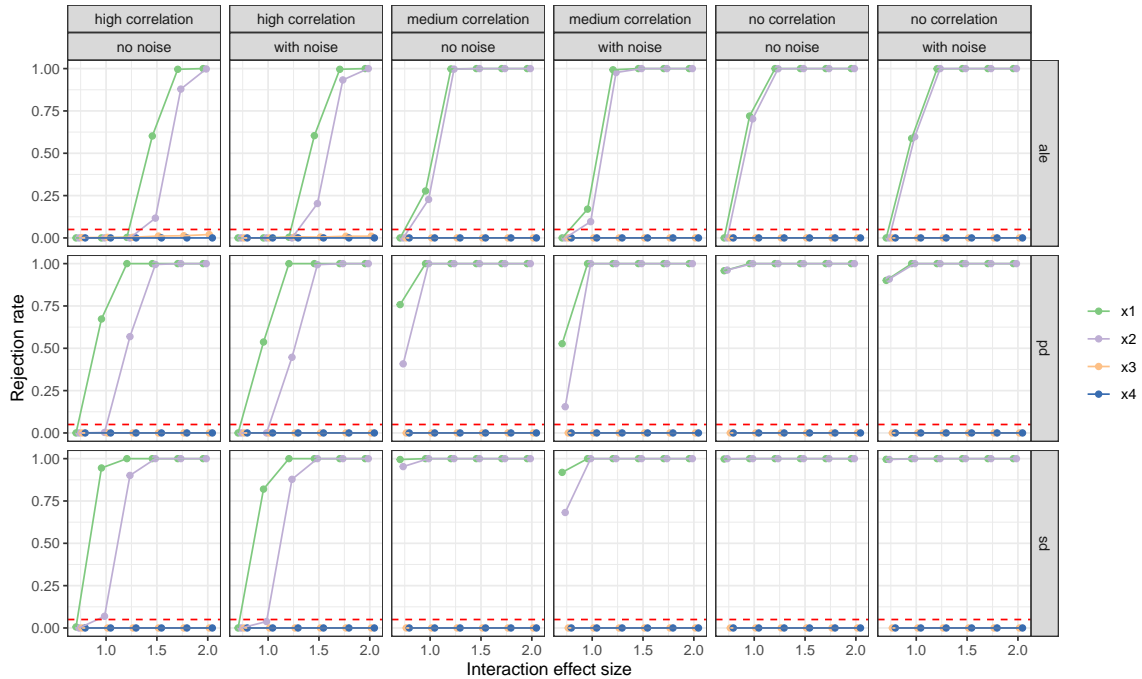 high correlation high correlation medium correlation medium correlation no correlation no correlation
no noise with noise no noise with noise no noise with noise
1.00
0.75
0.50
0.25
0.00
ale
1.00
0.75
0.50
0.25
0.00
pd
1.00
0.75
0.50
0.25
0.00
sd
Rejection rate
1.0 1.5 2.0 1.0 1.5 2.0 1.0 1.5 2.0 1.0 1.5 2.0 1.0 1.5 2.0 1.0 1.5 2.0
Interaction effect size
x1
x2
x3
x4